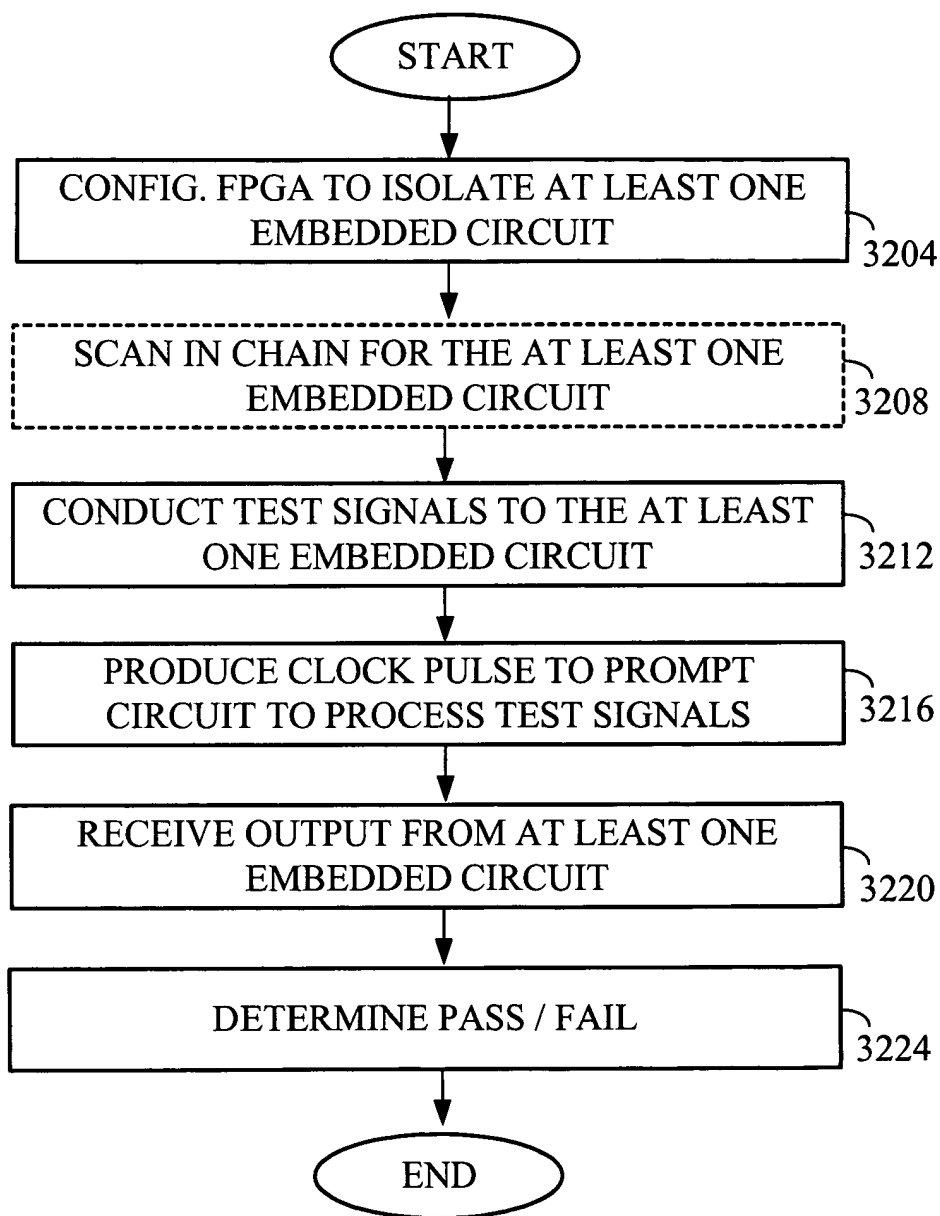 START
CONFIG. FPGA TO ISOLATE AT LEAST ONE
EMBEDDED CIRCUIT
3204
SCAN IN CHAIN FOR THE AT LEAST ONE
EMBEDDED CIRCUIT
3208
CONDUCT TEST SIGNALS TO THE AT LEAST
ONE EMBEDDED CIRCUIT
3212
PRODUCE CLOCK PULSE TO PROMPT
CIRCUIT TO PROCESS TEST SIGNALS
3216
RECEIVE OUTPUT FROM AT LEAST ONE
EMBEDDED CIRCUIT
3220
DETERMINE PASS / FAIL
3224
END